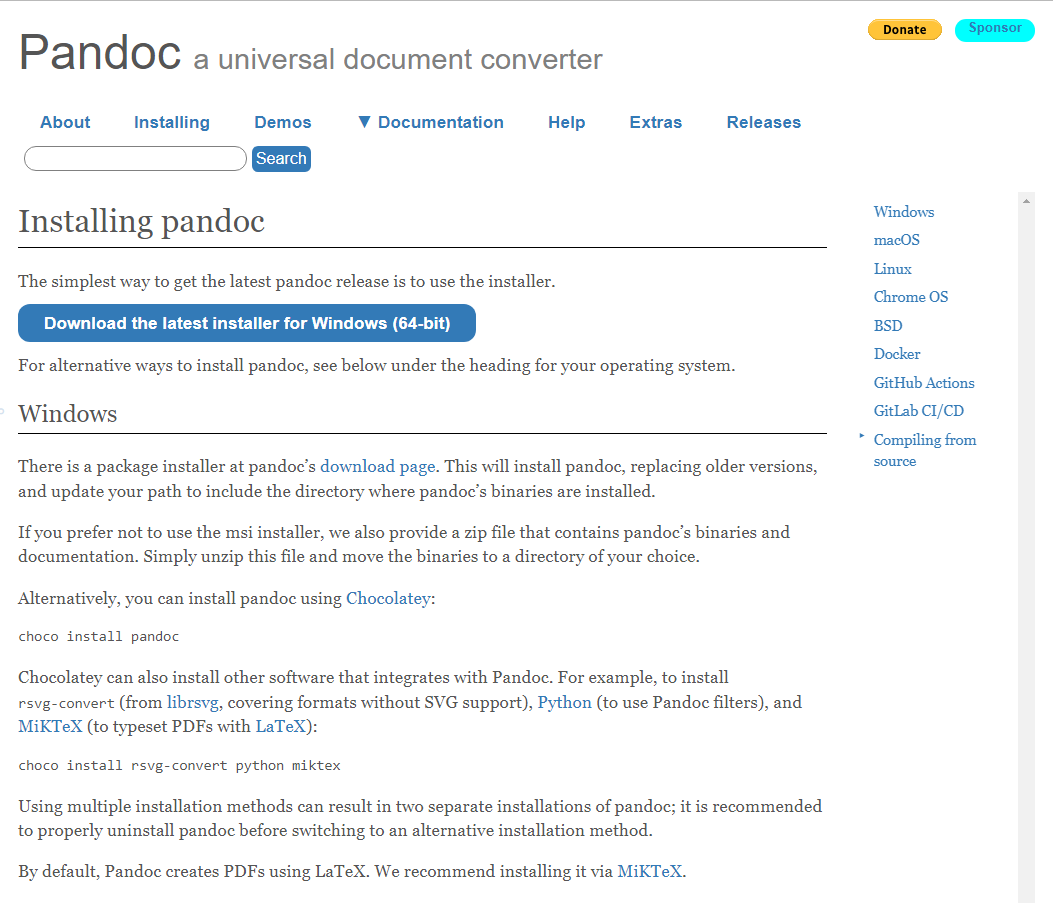 Donate
Sponsor
Pandoc a universal document converter
About Installing Demos ▼ Documentation Help Extras Releases
Search
Installing pandoc
The simplest way to get the latest pandoc release is to use the installer.
Download the latest installer for Windows (64-bit)
For alternative ways to install pandoc, see below under the heading for your operating system.
Windows
There is a package installer at pandoc’s download page. This will install pandoc, replacing older versions,
and update your path to include the directory where pandoc’s binaries are installed.
If you prefer not to use the msi installer, we also provide a zip file that contains pandoc’s binaries and
documentation. Simply unzip this file and move the binaries to a directory of your choice.
Alternatively, you can install pandoc using Chocolatey:
choco install pandoc
Chocolatey can also install other software that integrates with Pandoc. For example, to install
rsvg-convert (from librsvg, covering formats without SVG support), Python (to use Pandoc filters), and
MiKTeX (to typeset PDFs with LaTeX):
choco install rsvg-convert python miktex
Using multiple installation methods can result in two separate installations of pandoc; it is recommended
to properly uninstall pandoc before switching to an alternative installation method.
By default, Pandoc creates PDFs using LaTeX. We recommend installing it via MiKTeX.
Windows
macOS
Linux
Chrome OS
BSD
Docker
GitHub Actions
GitLab CI/CD
Compiling from
source